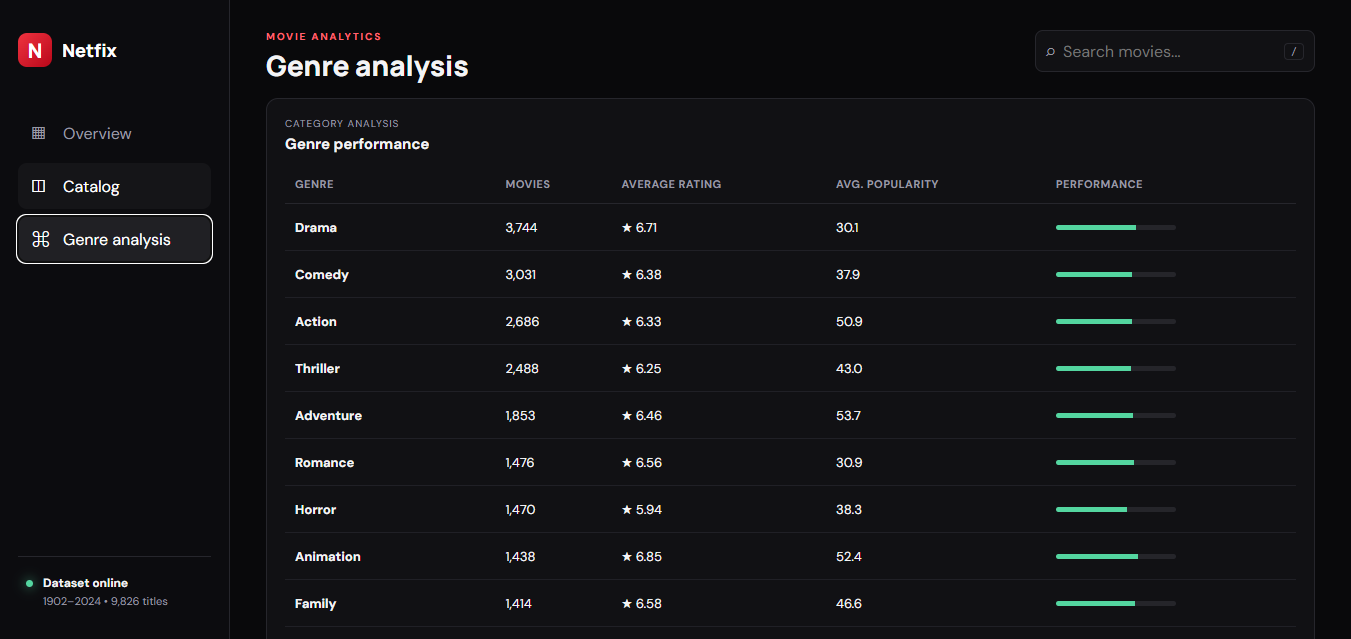 N Netfix
Overview
Catalog
Genre analysis
Dataset online
1902–2024 • 9,826 titles
MOVIE ANALYTICS
Genre analysis
Search movies... /
CATEGORY ANALYSIS
Genre performance
GENRE MOVIES AVERAGE RATING AVG. POPULARITY PERFORMANCE
Drama 3,744 ★ 6.71 30.1
Comedy 3,031 ★ 6.38 37.9
Action 2,686 ★ 6.33 50.9
Thriller 2,488 ★ 6.25 43.0
Adventure 1,853 ★ 6.46 53.7
Romance 1,476 ★ 6.56 30.9
Horror 1,470 ★ 5.94 38.3
Animation 1,438 ★ 6.85 52.4
Family 1,414 ★ 6.58 46.6